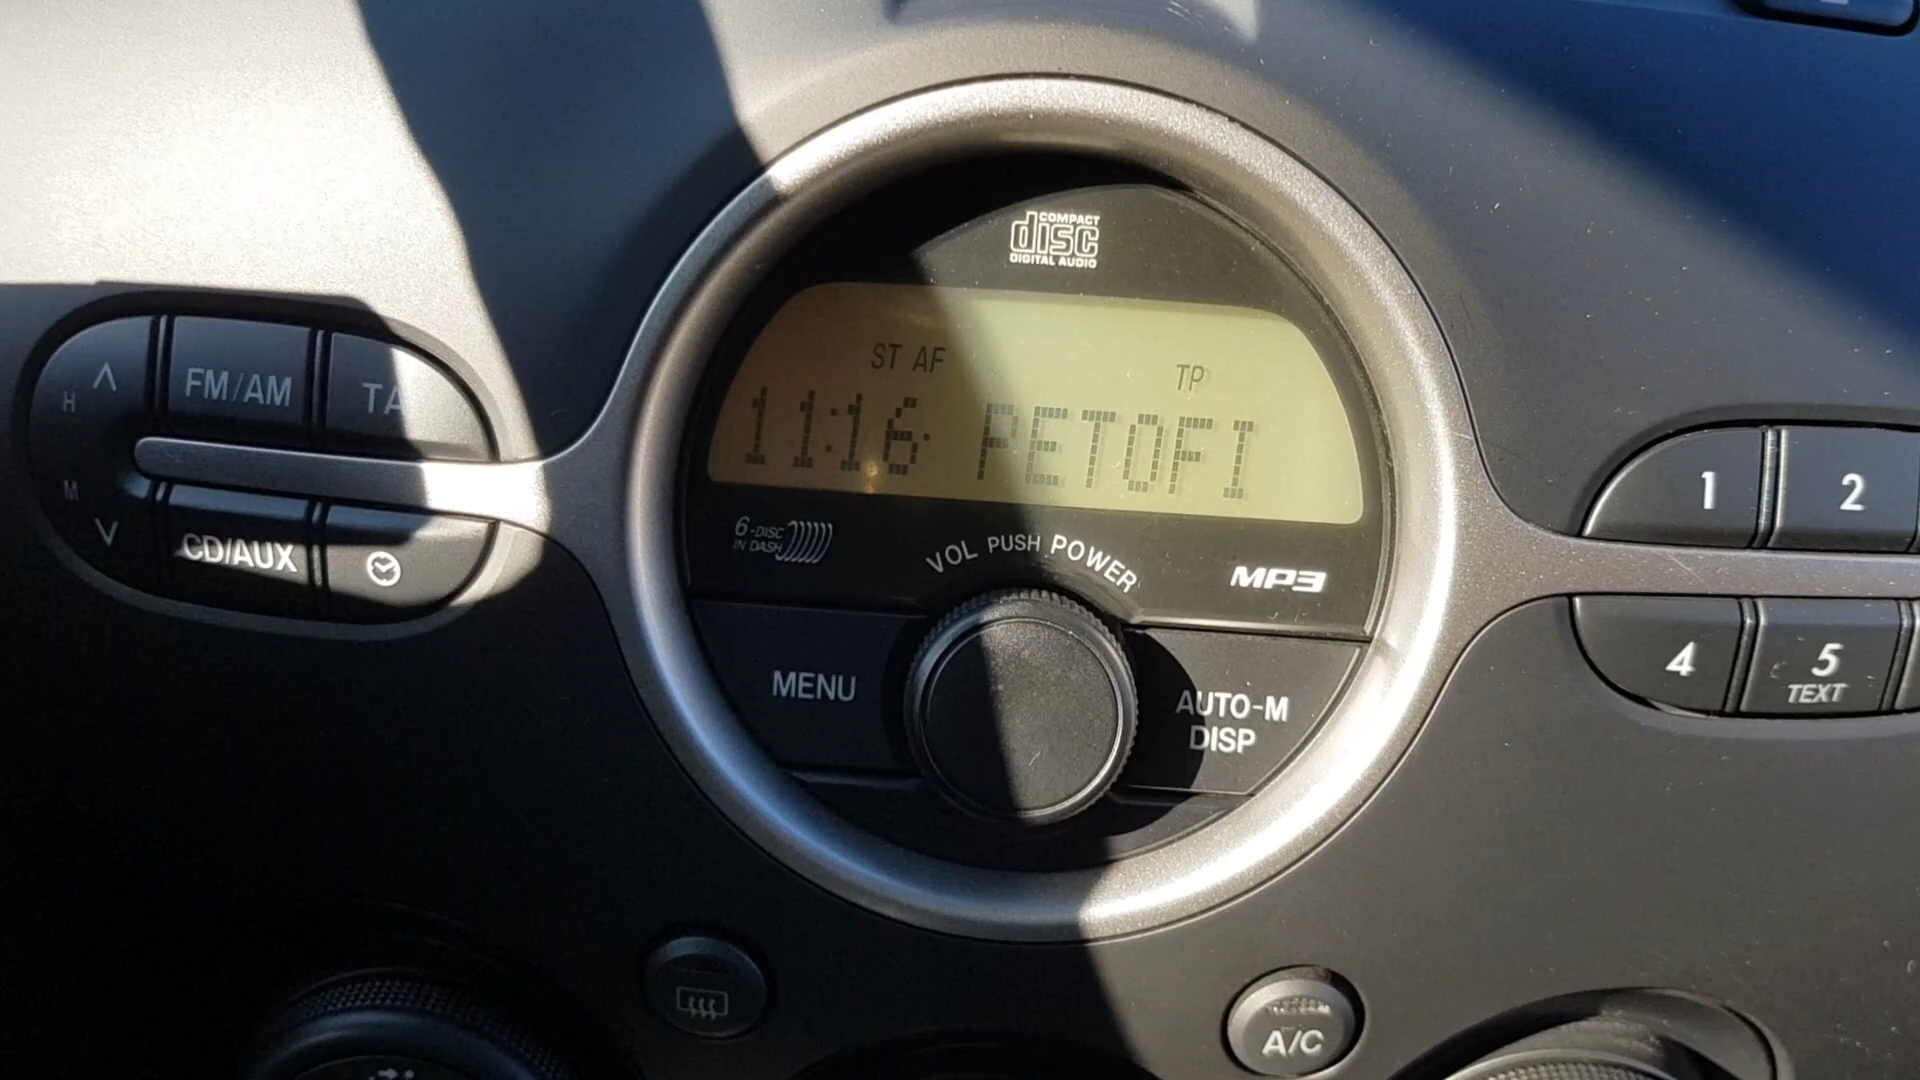 COMPACT
disc
DIGITAL AUDIO
ST AF TP
11:16 PETOFI
H
M
FM/AM
TA
CD/AUX
6-DISC
IN DASH
VOL PUSH POWER
MP3
MENU
AUTO-M
DISP
1
2
4
5
TEXT
A/C